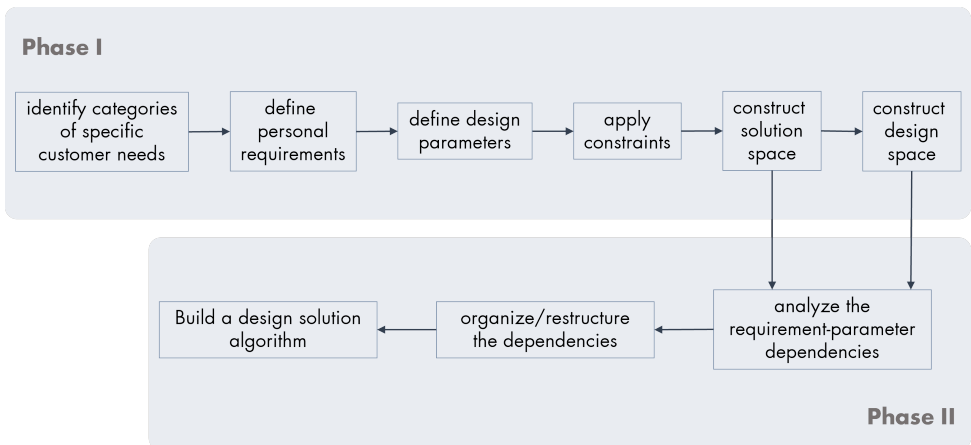 Phase I
identify categories
of specific
customer needs
define
personal
requirements
define design
parameters
apply
constraints
construct
solution
space
construct
design
space
analyze the
requirement-parameter
dependencies
organize/restructure
the dependencies
Build a design solution
algorithm
Phase II